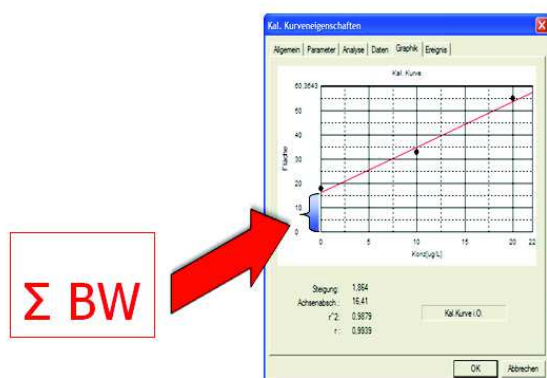 Kal. Kurveneigenschaften
Allgemein Parameter Analyse Daten Graphik Ereignis
Kal. Kurve
60,3643
50
40
30
20
10
0
Fläche
0 5 10 15 20 22
Konz[ug/L]
Σ BW
Steigung: 1,864
Achsenabsch.: 16,41
r^2: 0,9879
r: 0,9939
Kal.Kurve i.O.
OK Abbrechen